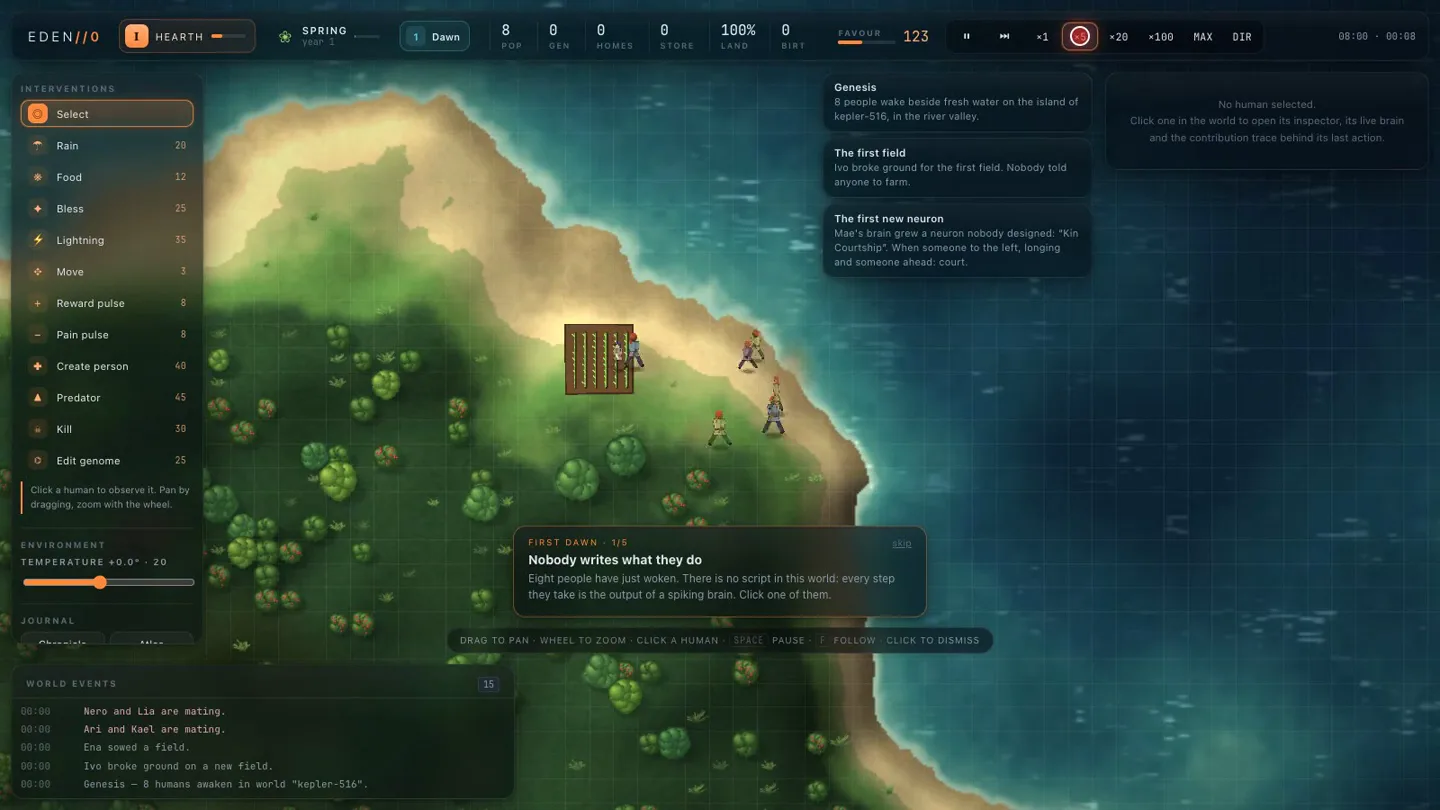 EDEN//0
I HEARTH
SPRING
year 1
1 Dawn
8 POP
0 GEN
0 HOMES
0 STORE
100% LAND
0 BIRT
FAVOUR 123
×1
×5
×20
×100
MAX
DIR
08:00 · 00:08
INTERVENTIONS
Select
Rain 20
Food 12
Bless 25
Lightning 35
Move 3
Reward pulse 8
Pain pulse 8
Create person 40
Predator 45
Kill 30
Edit genome 25
Click a human to observe it. Pan by
dragging, zoom with the wheel.
ENVIRONMENT
TEMPERATURE +0.0° · 20
JOURNAL
Chronicle Atlas
Genesis
8 people wake beside fresh water on the island of
kepler-516, in the river valley.
The first field
Ivo broke ground for the first field. Nobody told
anyone to farm.
The first new neuron
Mae's brain grew a neuron nobody designed: "Kin
Courtship". When someone to the left, longing
and someone ahead: court.
No human selected.
Click one in the world to open its inspector, its live brain
and the contribution trace behind its last action.
FIRST DAWN · 1/5
skip
Nobody writes what they do
Eight people have just woken. There is no script in this world: every step
they take is the output of a spiking brain. Click one of them.
DRAG TO PAN · WHEEL TO ZOOM · CLICK A HUMAN · SPACE PAUSE · F FOLLOW · CLICK TO DISMISS
WORLD EVENTS 15
00:00 Nero and Lia are mating.
00:00 Ari and Kael are mating.
00:00 Ena sowed a field.
00:00 Ivo broke ground on a new field.
00:00 Genesis — 8 humans awaken in world "kepler-516".